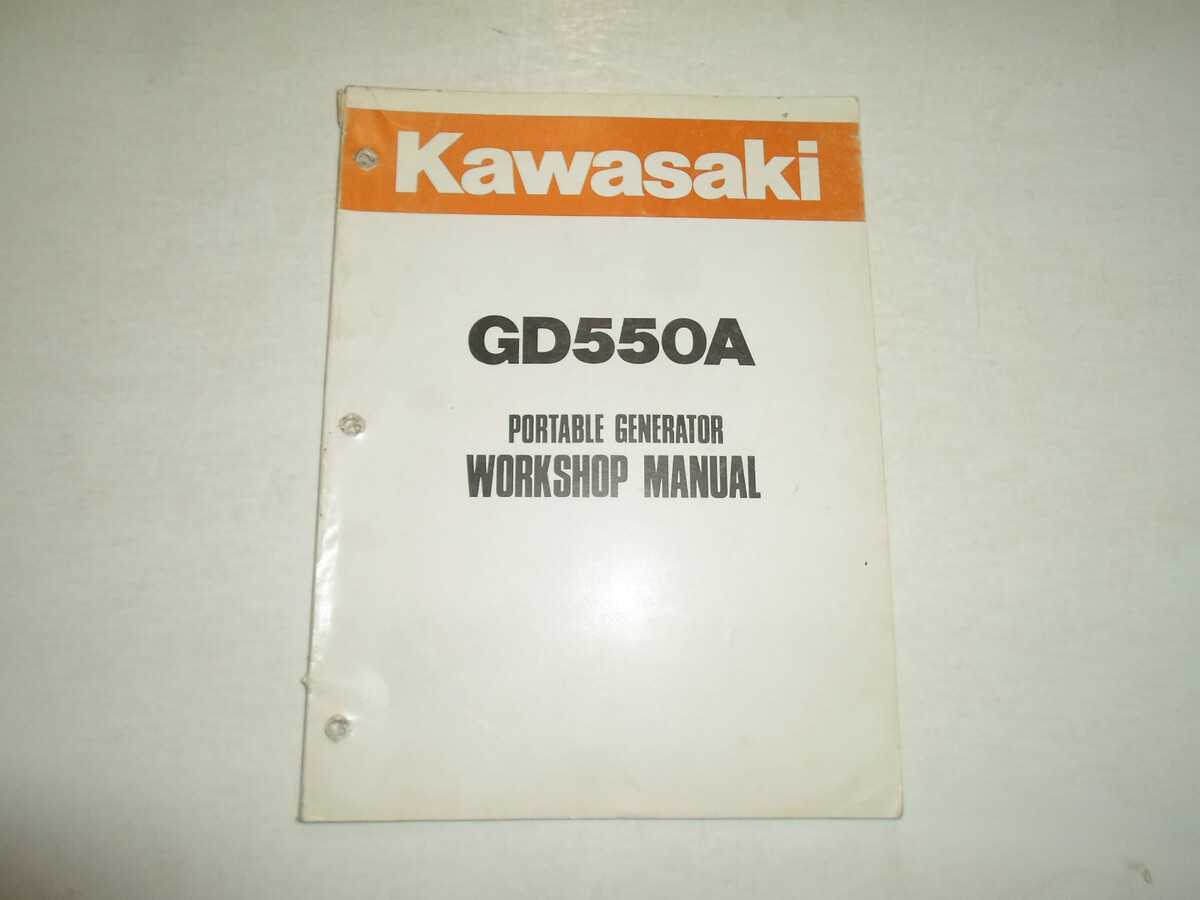 Kawasaki
GD550A
PORTABLE GENERATOR
WORKSHOP MANUAL